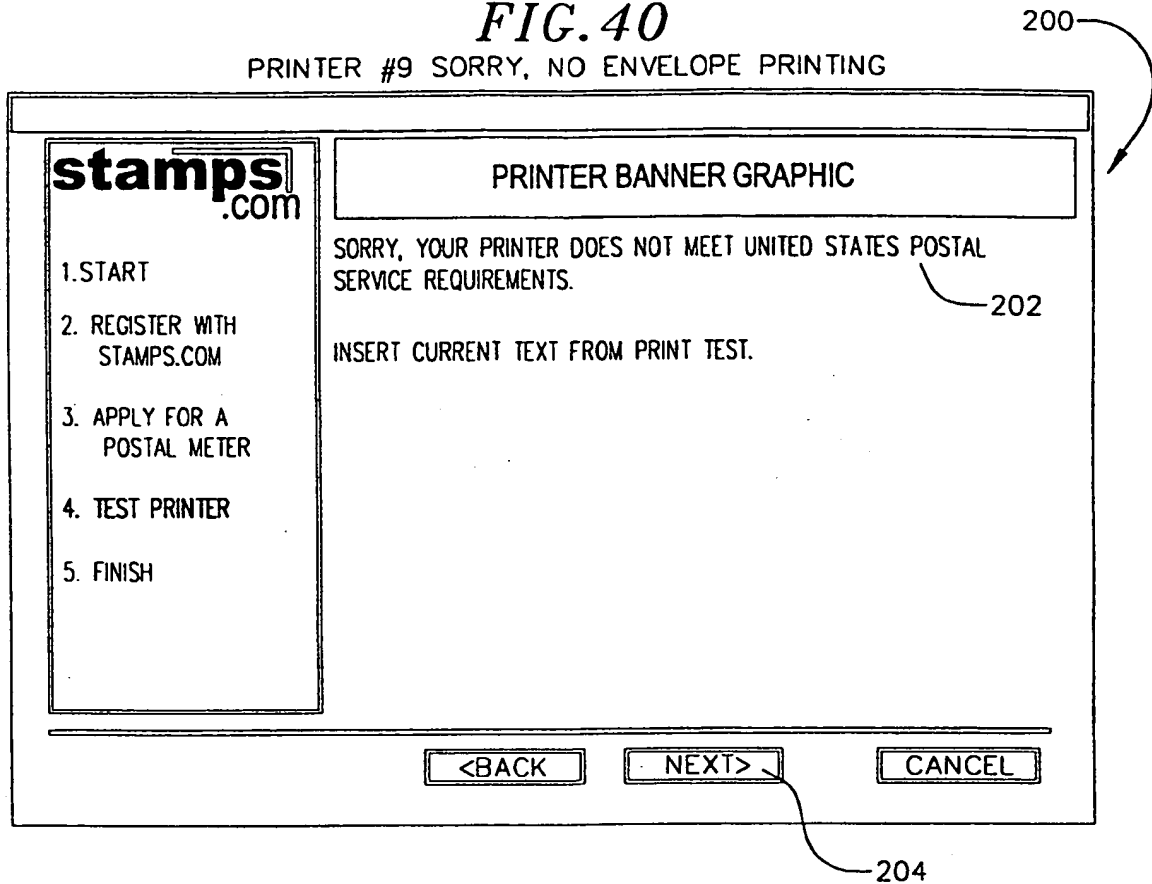 FIG. 40
200
PRINTER #9 SORRY, NO ENVELOPE PRINTING
stamps
.com
1.START
2. REGISTER WITH
STAMPS.COM
3. APPLY FOR A
POSTAL METER
4. TEST PRINTER
5. FINISH
PRINTER BANNER GRAPHIC
SORRY, YOUR PRINTER DOES NOT MEET UNITED STATES POSTAL
SERVICE REQUIREMENTS.
202
INSERT CURRENT TEXT FROM PRINT TEST.
<BACK
NEXT>
CANCEL
204